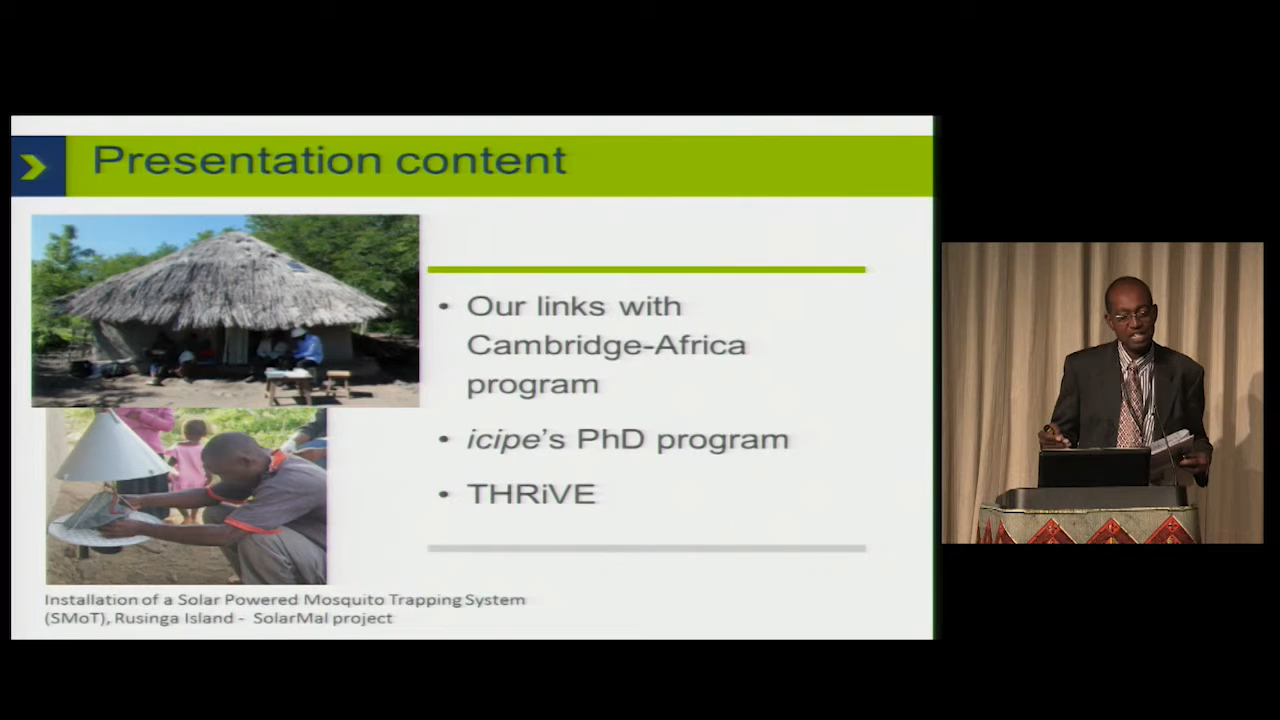 Presentation content
• Our links with
Cambridge-Africa
program
• icipe's PhD program
• THRiVE
Installation of a Solar Powered Mosquito Trapping System
(SMoT), Rusinga Island - SolarMal project